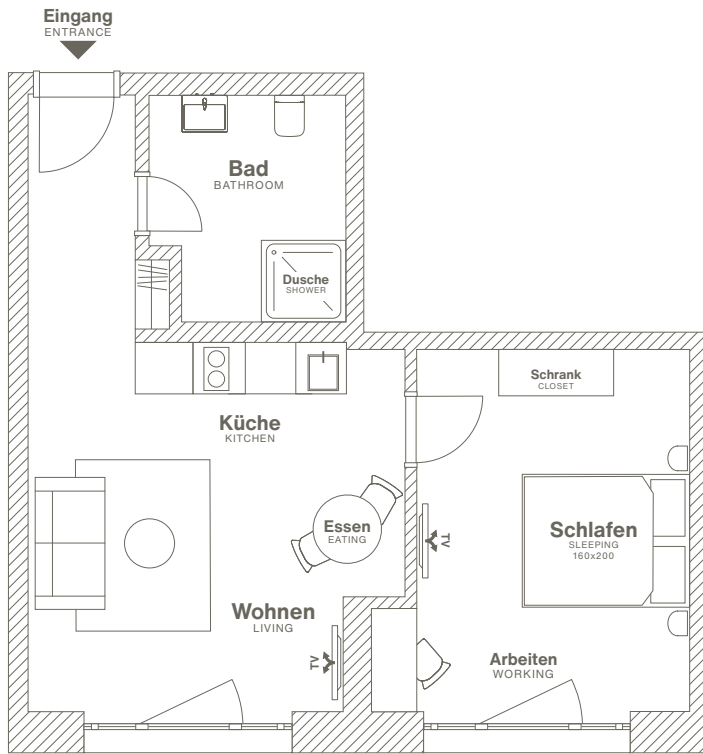 Eingang
ENTRANCE
Bad
BATHROOM
Dusche
SHOWER
Schrank
CLOSET
Küche
KITCHEN
Essen
EATING
TV
Schlafen
SLEEPING
160x200
Wohnen
LIVING
TV
Arbeiten
WORKING